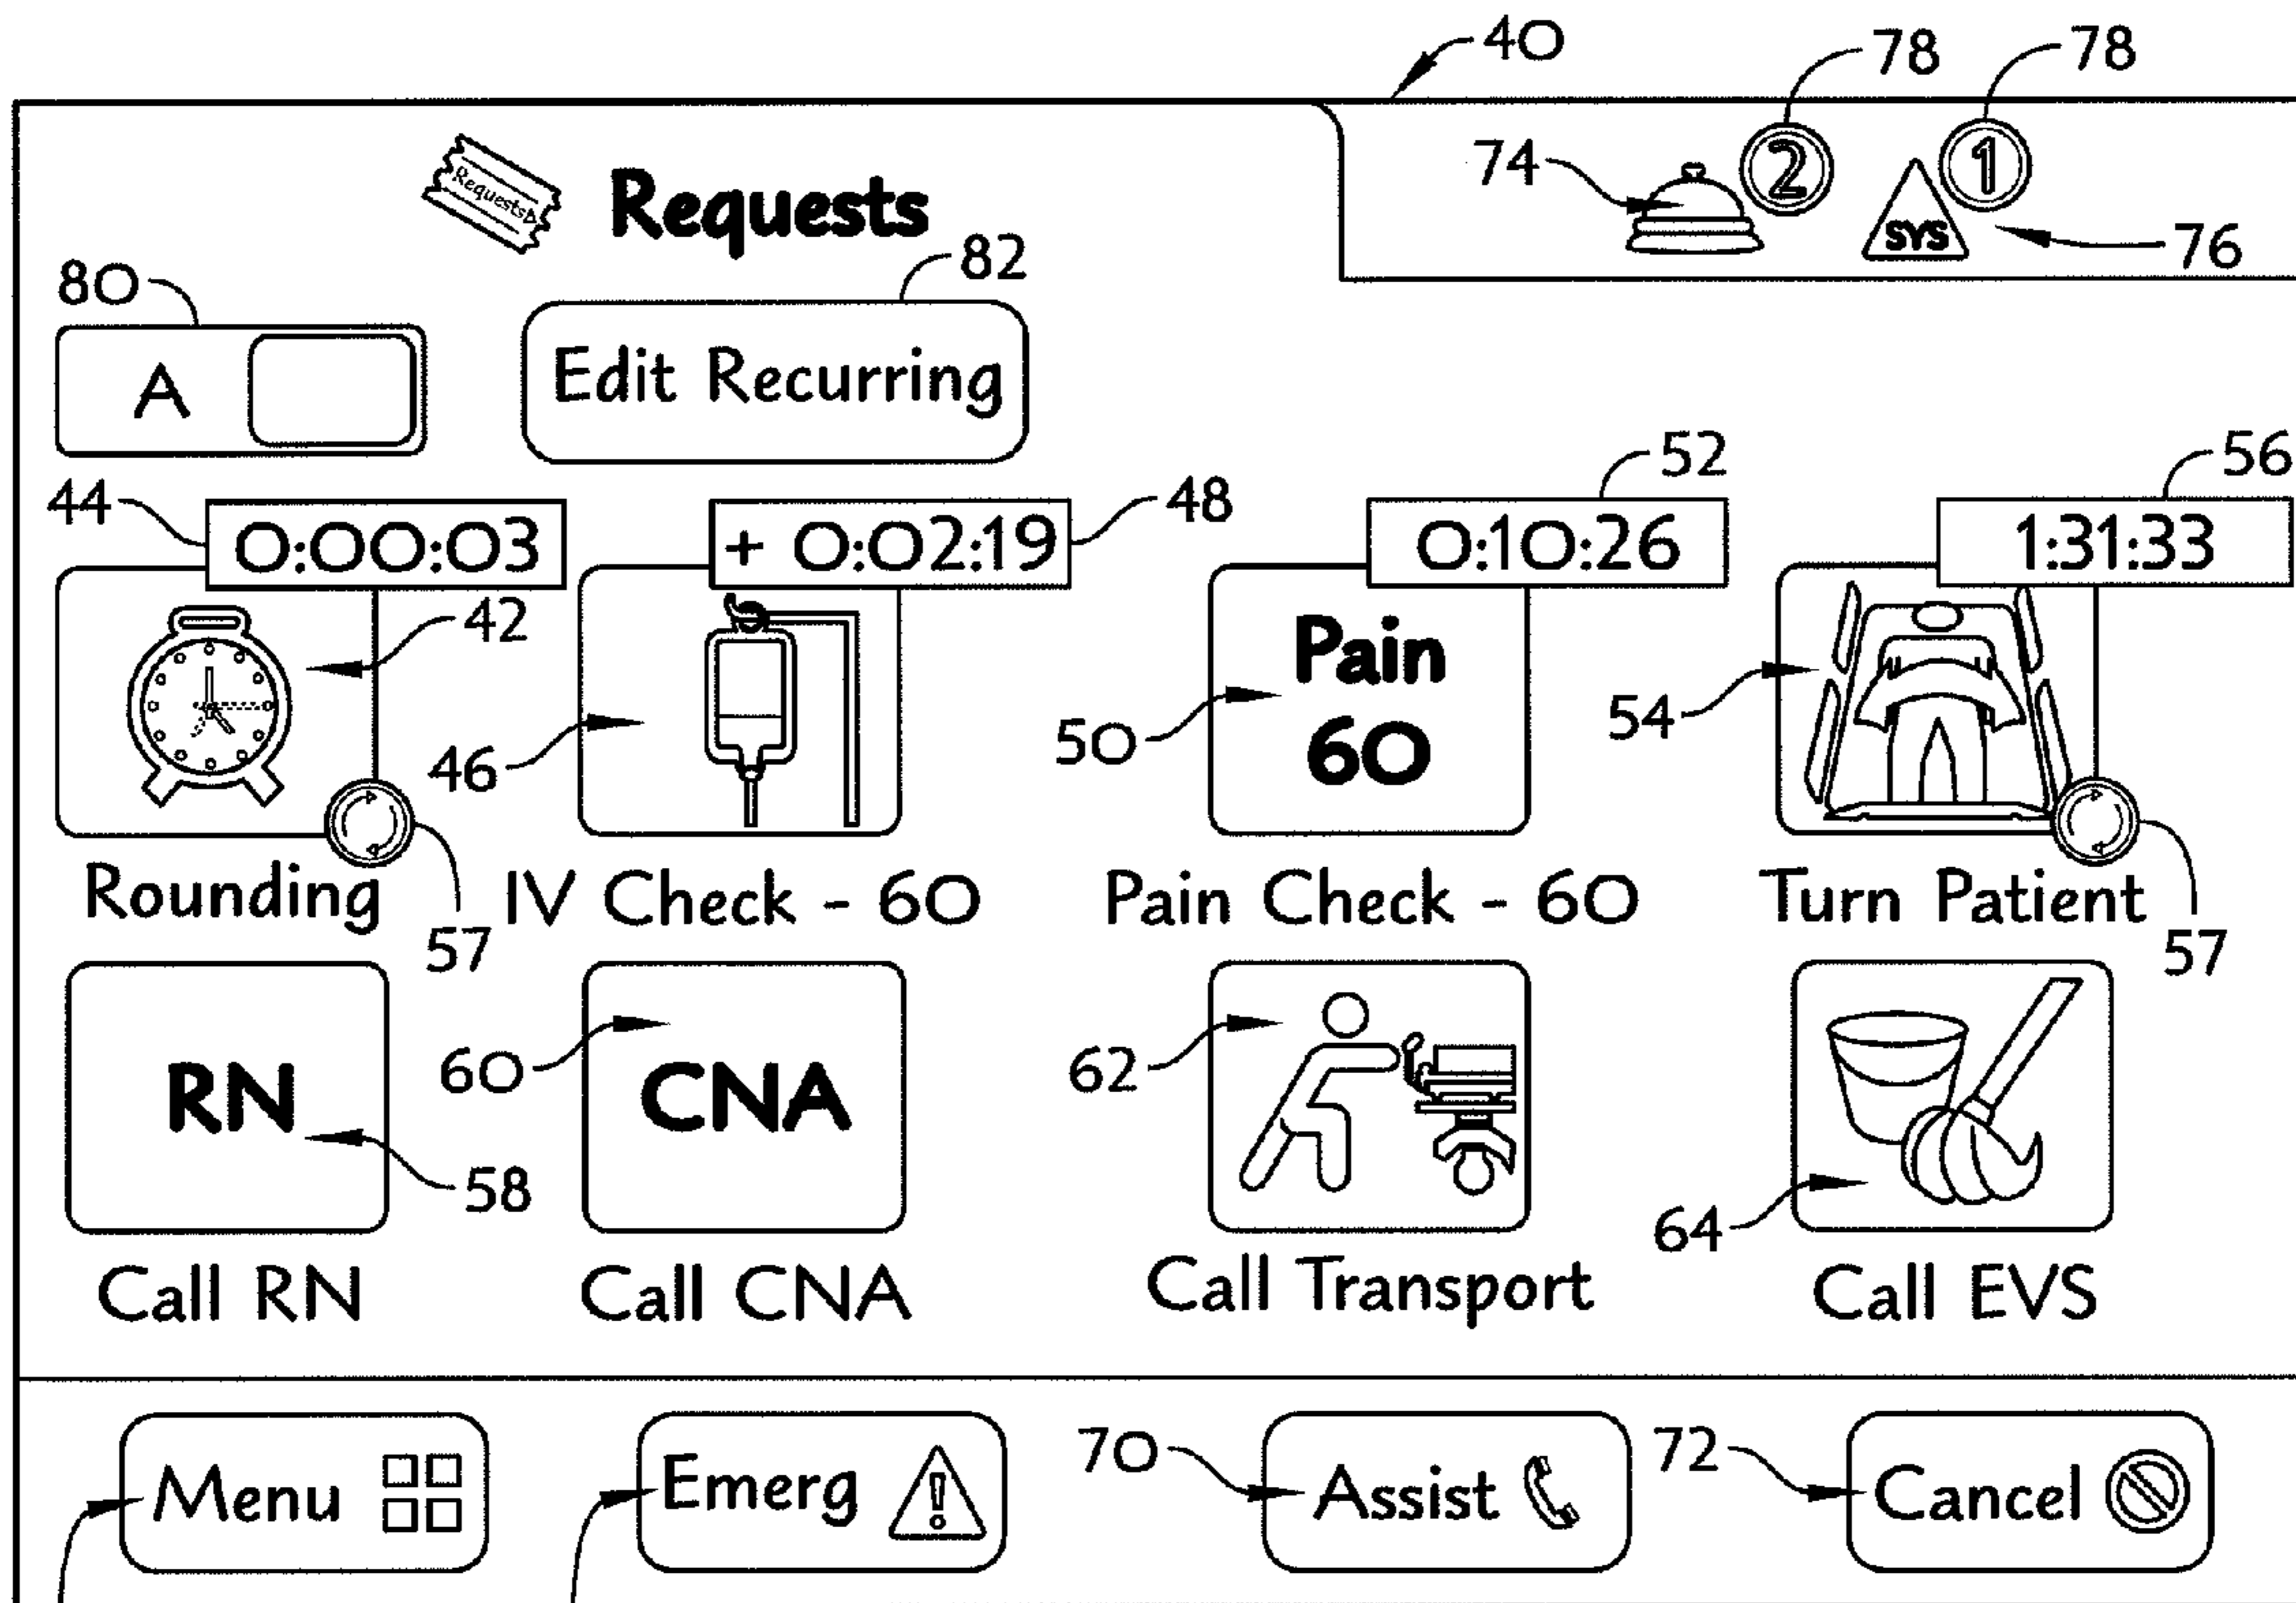 40
78
78
74
2
1
Requests
Requests
SYS
76
80
82
A
Edit Recurring
52
56
44
0:00:03
+ 0:02:19
48
0:10:26
1:31:33
42
Pain
60
46
50
54
Rounding
IV Check - 60
Pain Check - 60
Turn Patient
57
57
RN
60
CNA
62
58
64
Call RN
Call CNA
Call Transport
Call EVS
Menu
Emerg
!
70
Assist
72
Cancel